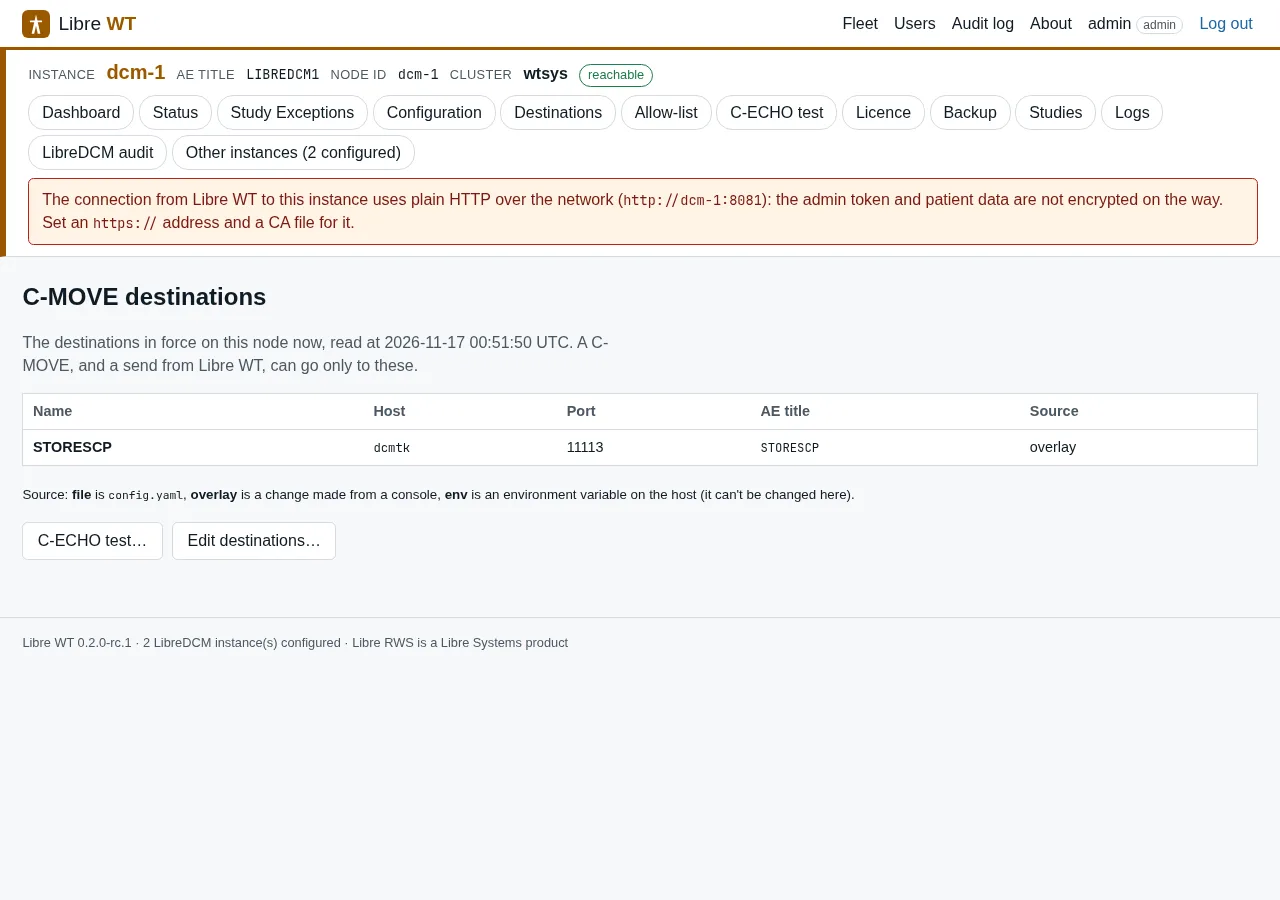 Libre WT
Fleet Users Audit log About admin admin Log out
INSTANCE dcm-1 AE TITLE LIBREDCM1 NODE ID dcm-1 CLUSTER wtsys reachable
Dashboard Status Study Exceptions Configuration Destinations Allow-list C-ECHO test Licence Backup Studies Logs
LibreDCM audit Other instances (2 configured)
The connection from Libre WT to this instance uses plain HTTP over the network (http://dcm-1:8081): the admin token and patient data are not encrypted on the way.
Set an https:// address and a CA file for it.
C-MOVE destinations
The destinations in force on this node now, read at 2026-11-17 00:51:50 UTC. A C-
MOVE, and a send from Libre WT, can go only to these.
Name Host Port AE title Source
STORESCP dcmtk 11113 STORESCP overlay
Source: file is config.yaml, overlay is a change made from a console, env is an environment variable on the host (it can't be changed here).
C-ECHO test… Edit destinations…
Libre WT 0.2.0-rc.1 · 2 LibreDCM instance(s) configured · Libre RWS is a Libre Systems product